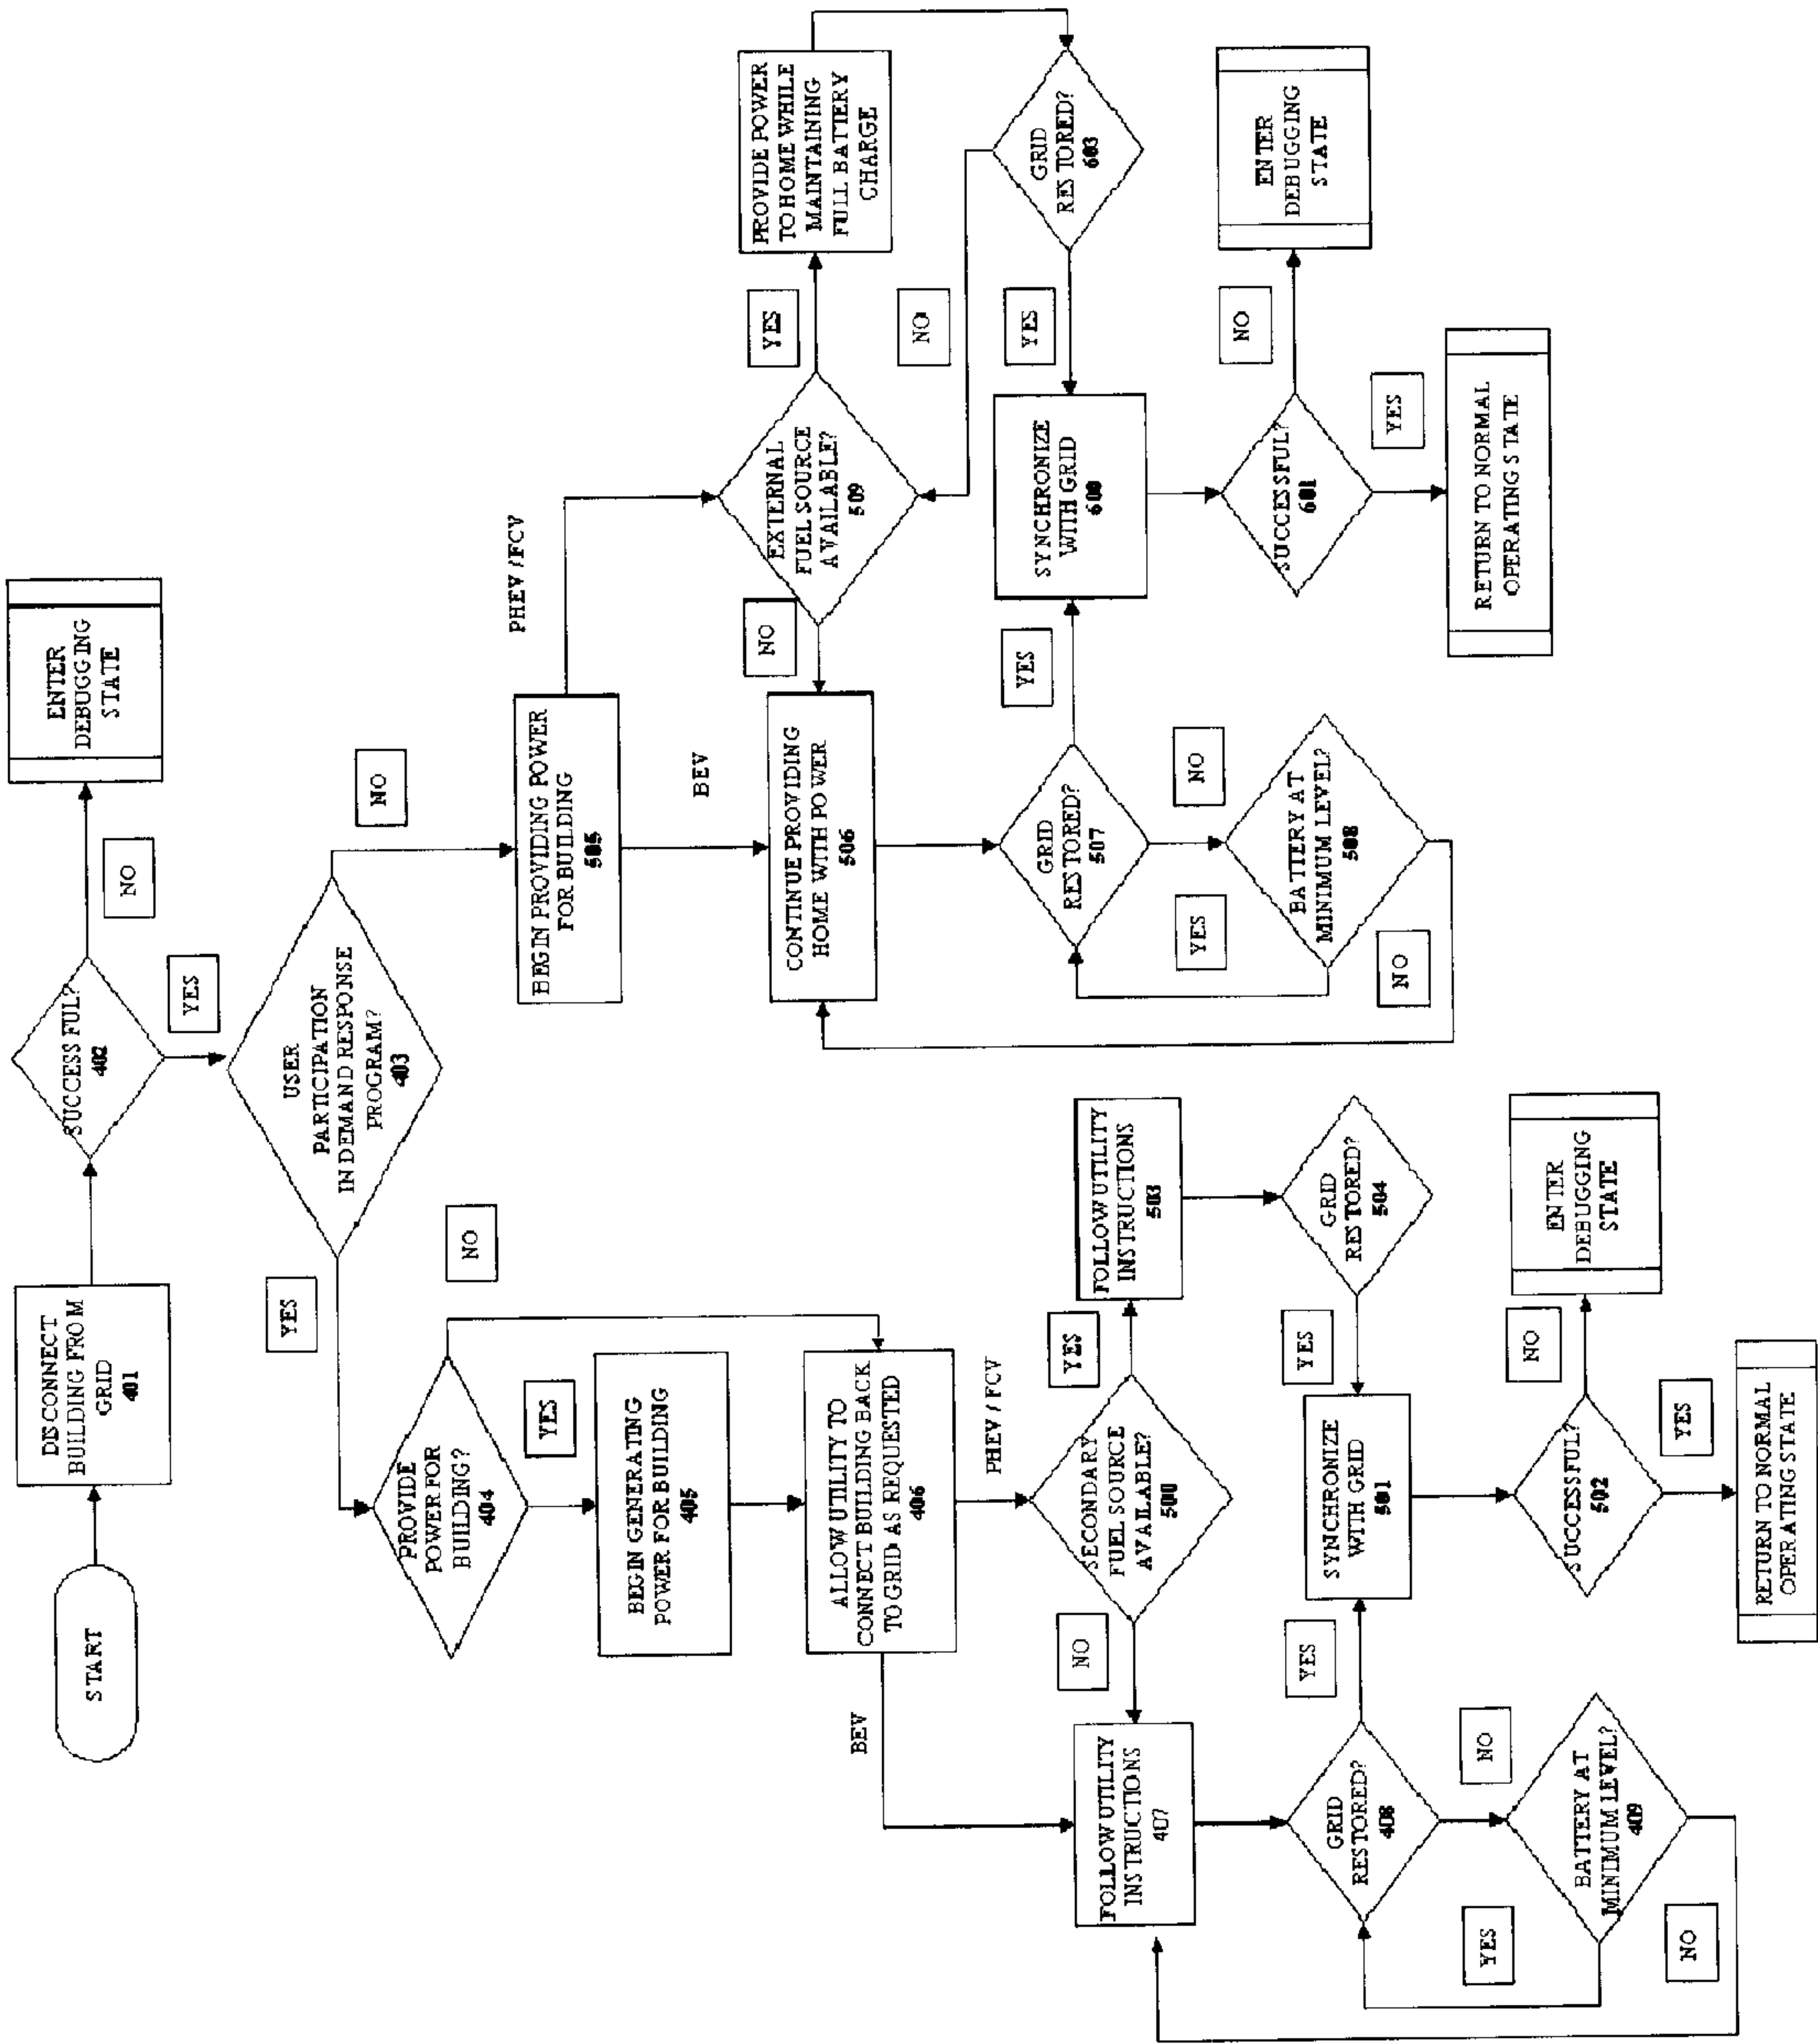 START
DISCONNECT
BUILDING FROM
GRID
401
SUCCESSFUL?
402
NO
ENTER
DEBUGGING
STATE
YES
USER
PARTICIPATION
IN DEMAND RESPONSE
PROGRAM?
403
YES
NO
PROVIDE
POWER FOR
BUILDING?
404
NO
YES
BEGIN GENERATING
POWER FOR BUILDING
405
ALLOW UTILITY TO
CONNECT BUILDING BACK
TO GRID AS REQUESTED
406
BEV
PHEV / FCV
SECONDARY
FUEL SOURCE
AVAILABLE?
500
YES
NO
FOLLOW UTILITY
INSTRUCTIONS
503
GRID
RESTORED?
504
YES
FOLLOW UTILITY
INSTRUCTIONS
407
GRID
RESTORED?
408
YES
NO
BATTERY AT
MINIMUM LEVEL?
409
YES
NO
SYNCHRONIZE
WITH GRID
501
SUCCESSFUL?
502
NO
ENTER
DEBUGGING
STATE
YES
RETURN TO NORMAL
OPERATING STATE
BEGIN PROVIDING POWER
FOR BUILDING
505
PHEV / FCV
BEV
EXTERNAL
FUEL SOURCE
AVAILABLE?
509
YES
NO
PROVIDE POWER
TO HOME WHILE
MAINTAINING
FULL BATTERY
CHARGE
GRID
RESTORED?
603
NO
YES
CONTINUE PROVIDING
HOME WITH POWER
506
GRID
RESTORED?
507
YES
NO
BATTERY AT
MINIMUM LEVEL?
508
YES
NO
SYNCHRONIZE
WITH GRID
600
SUCCESSFUL?
601
NO
ENTER
DEBUGGING
STATE
YES
RETURN TO NORMAL
OPERATING STATE